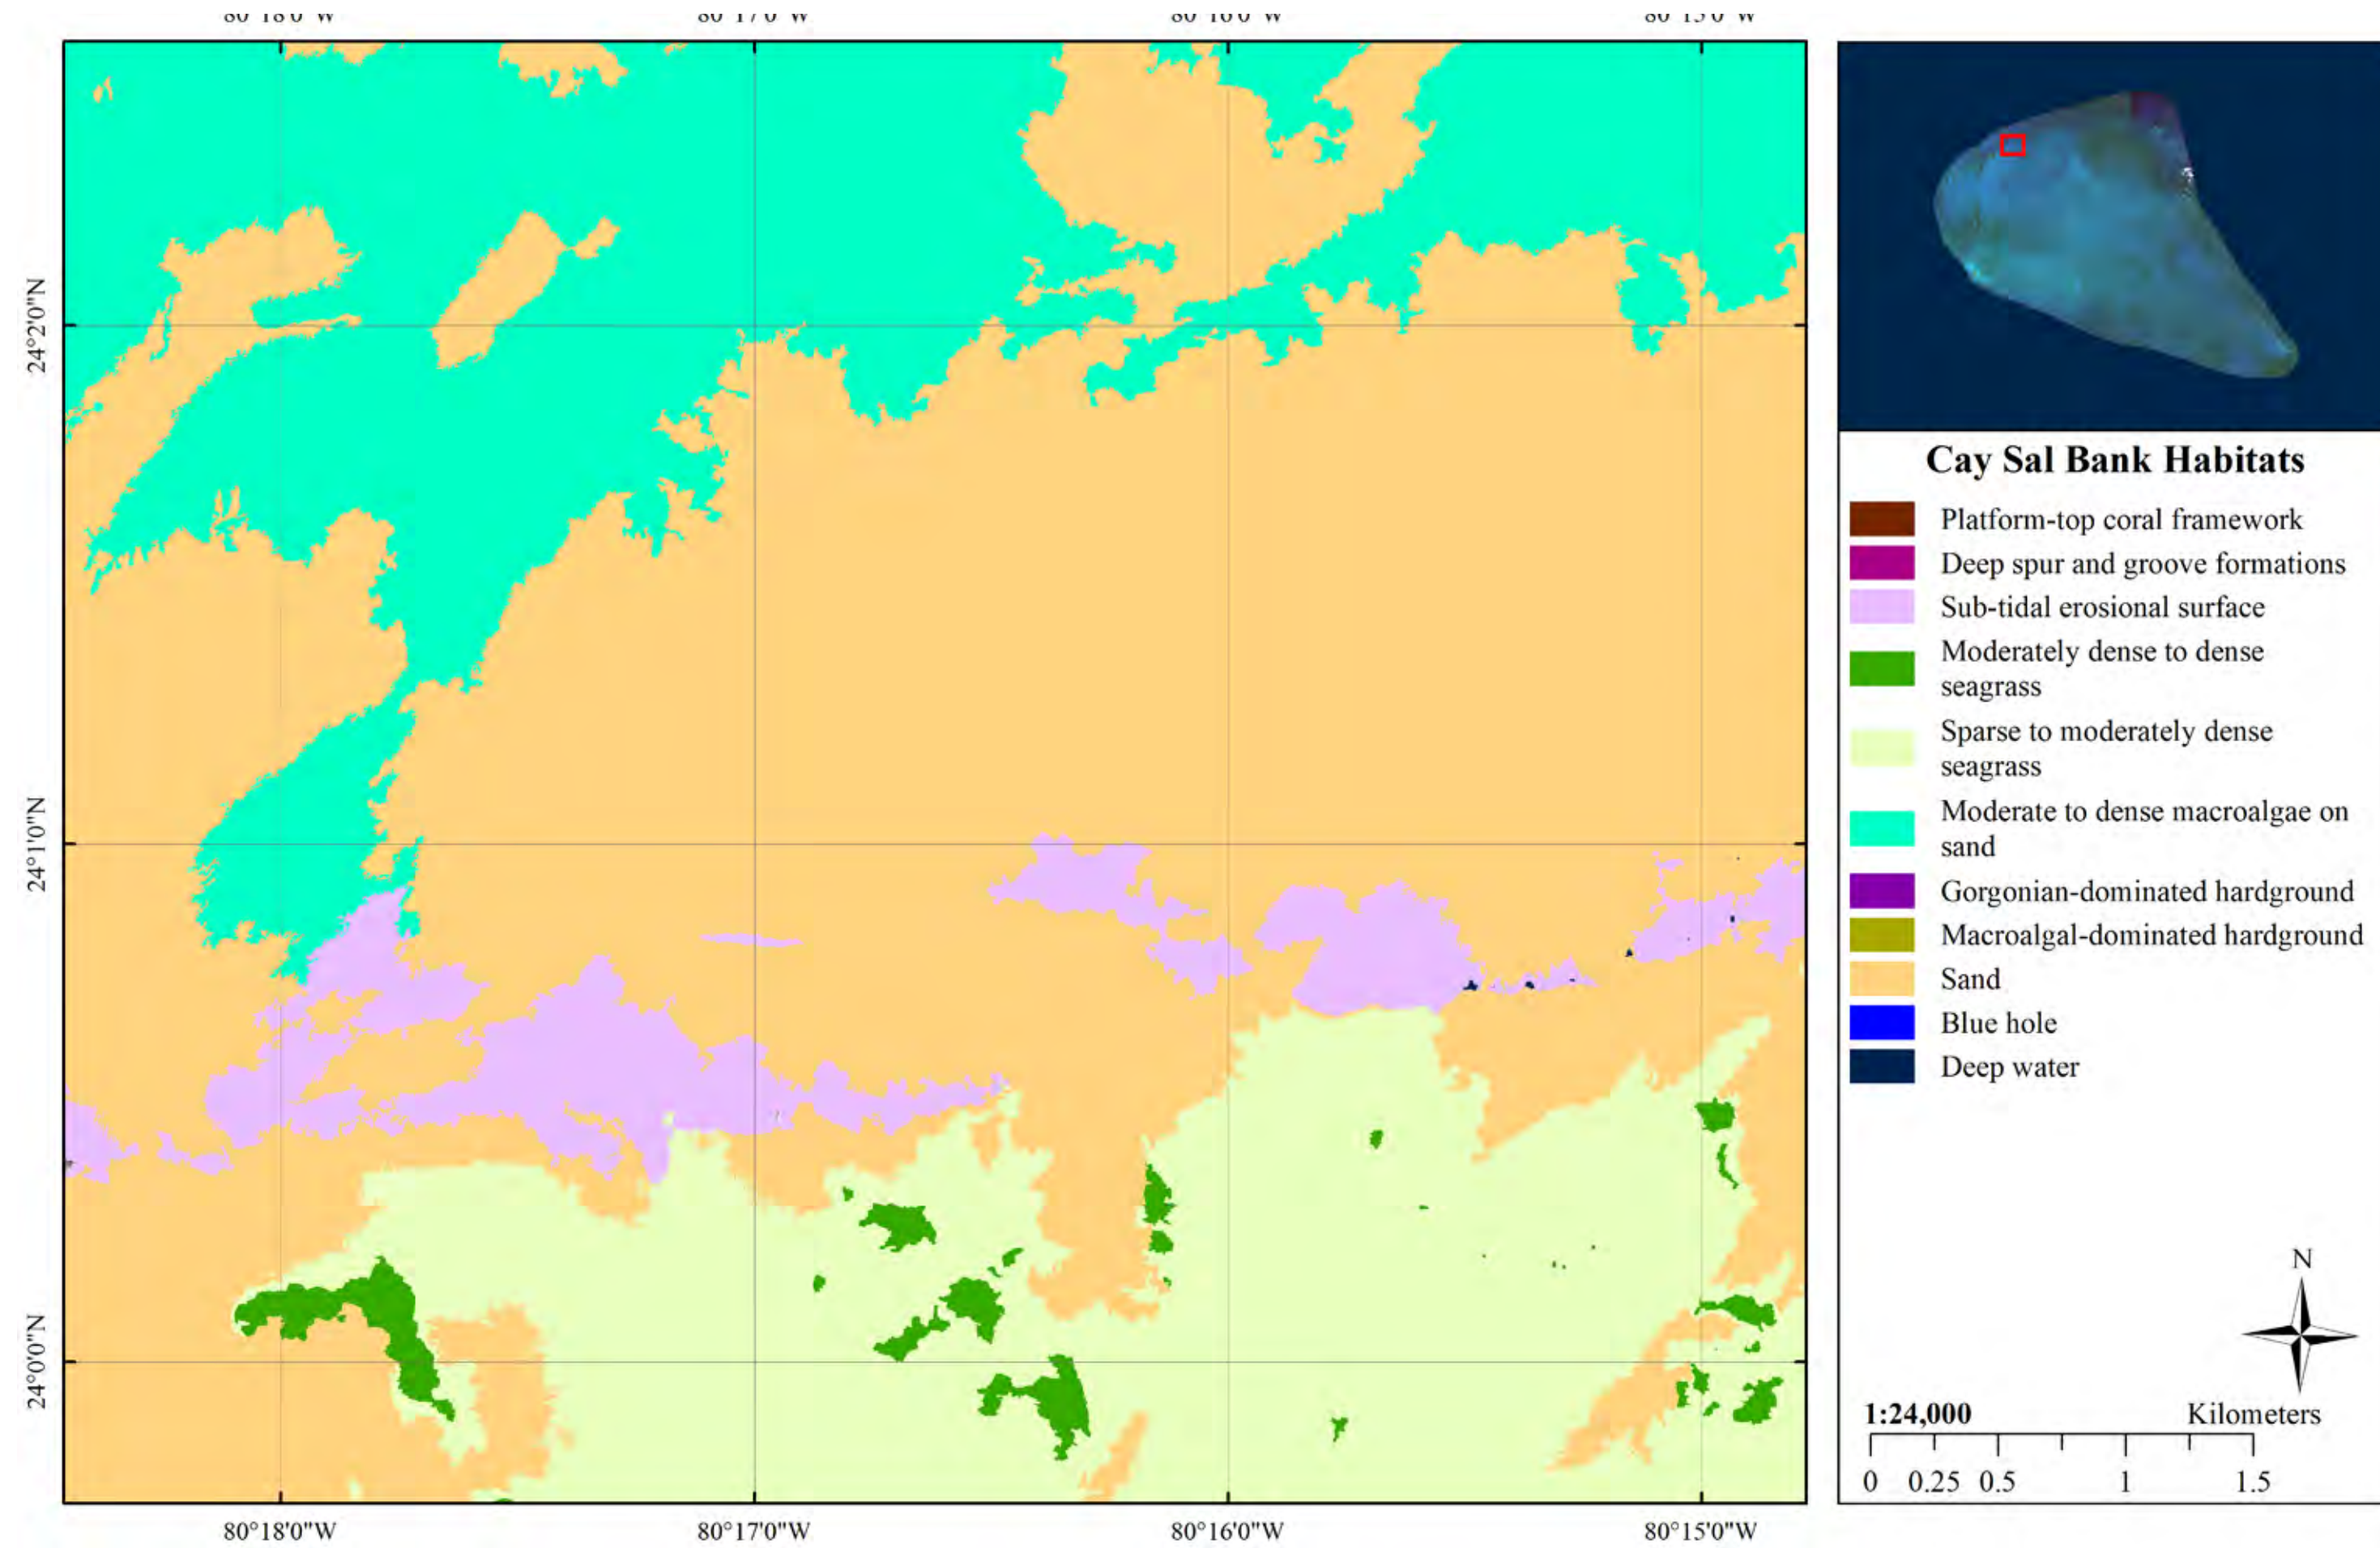 24°2'0"N
24°1'0"N
24°0'0"N
80°18'0"W 80°17'0"W 80°16'0"W 80°15'0"W
Cay Sal Bank Habitats
Platform-top coral framework
Deep spur and groove formations
Sub-tidal erosional surface
Moderately dense to dense
seagrass
Sparse to moderately dense
seagrass
Moderate to dense macroalgae on
sand
Gorgonian-dominated hardground
Macroalgal-dominated hardground
Sand
Blue hole
Deep water
N
1:24,000 Kilometers
0 0.25 0.5 1 1.5